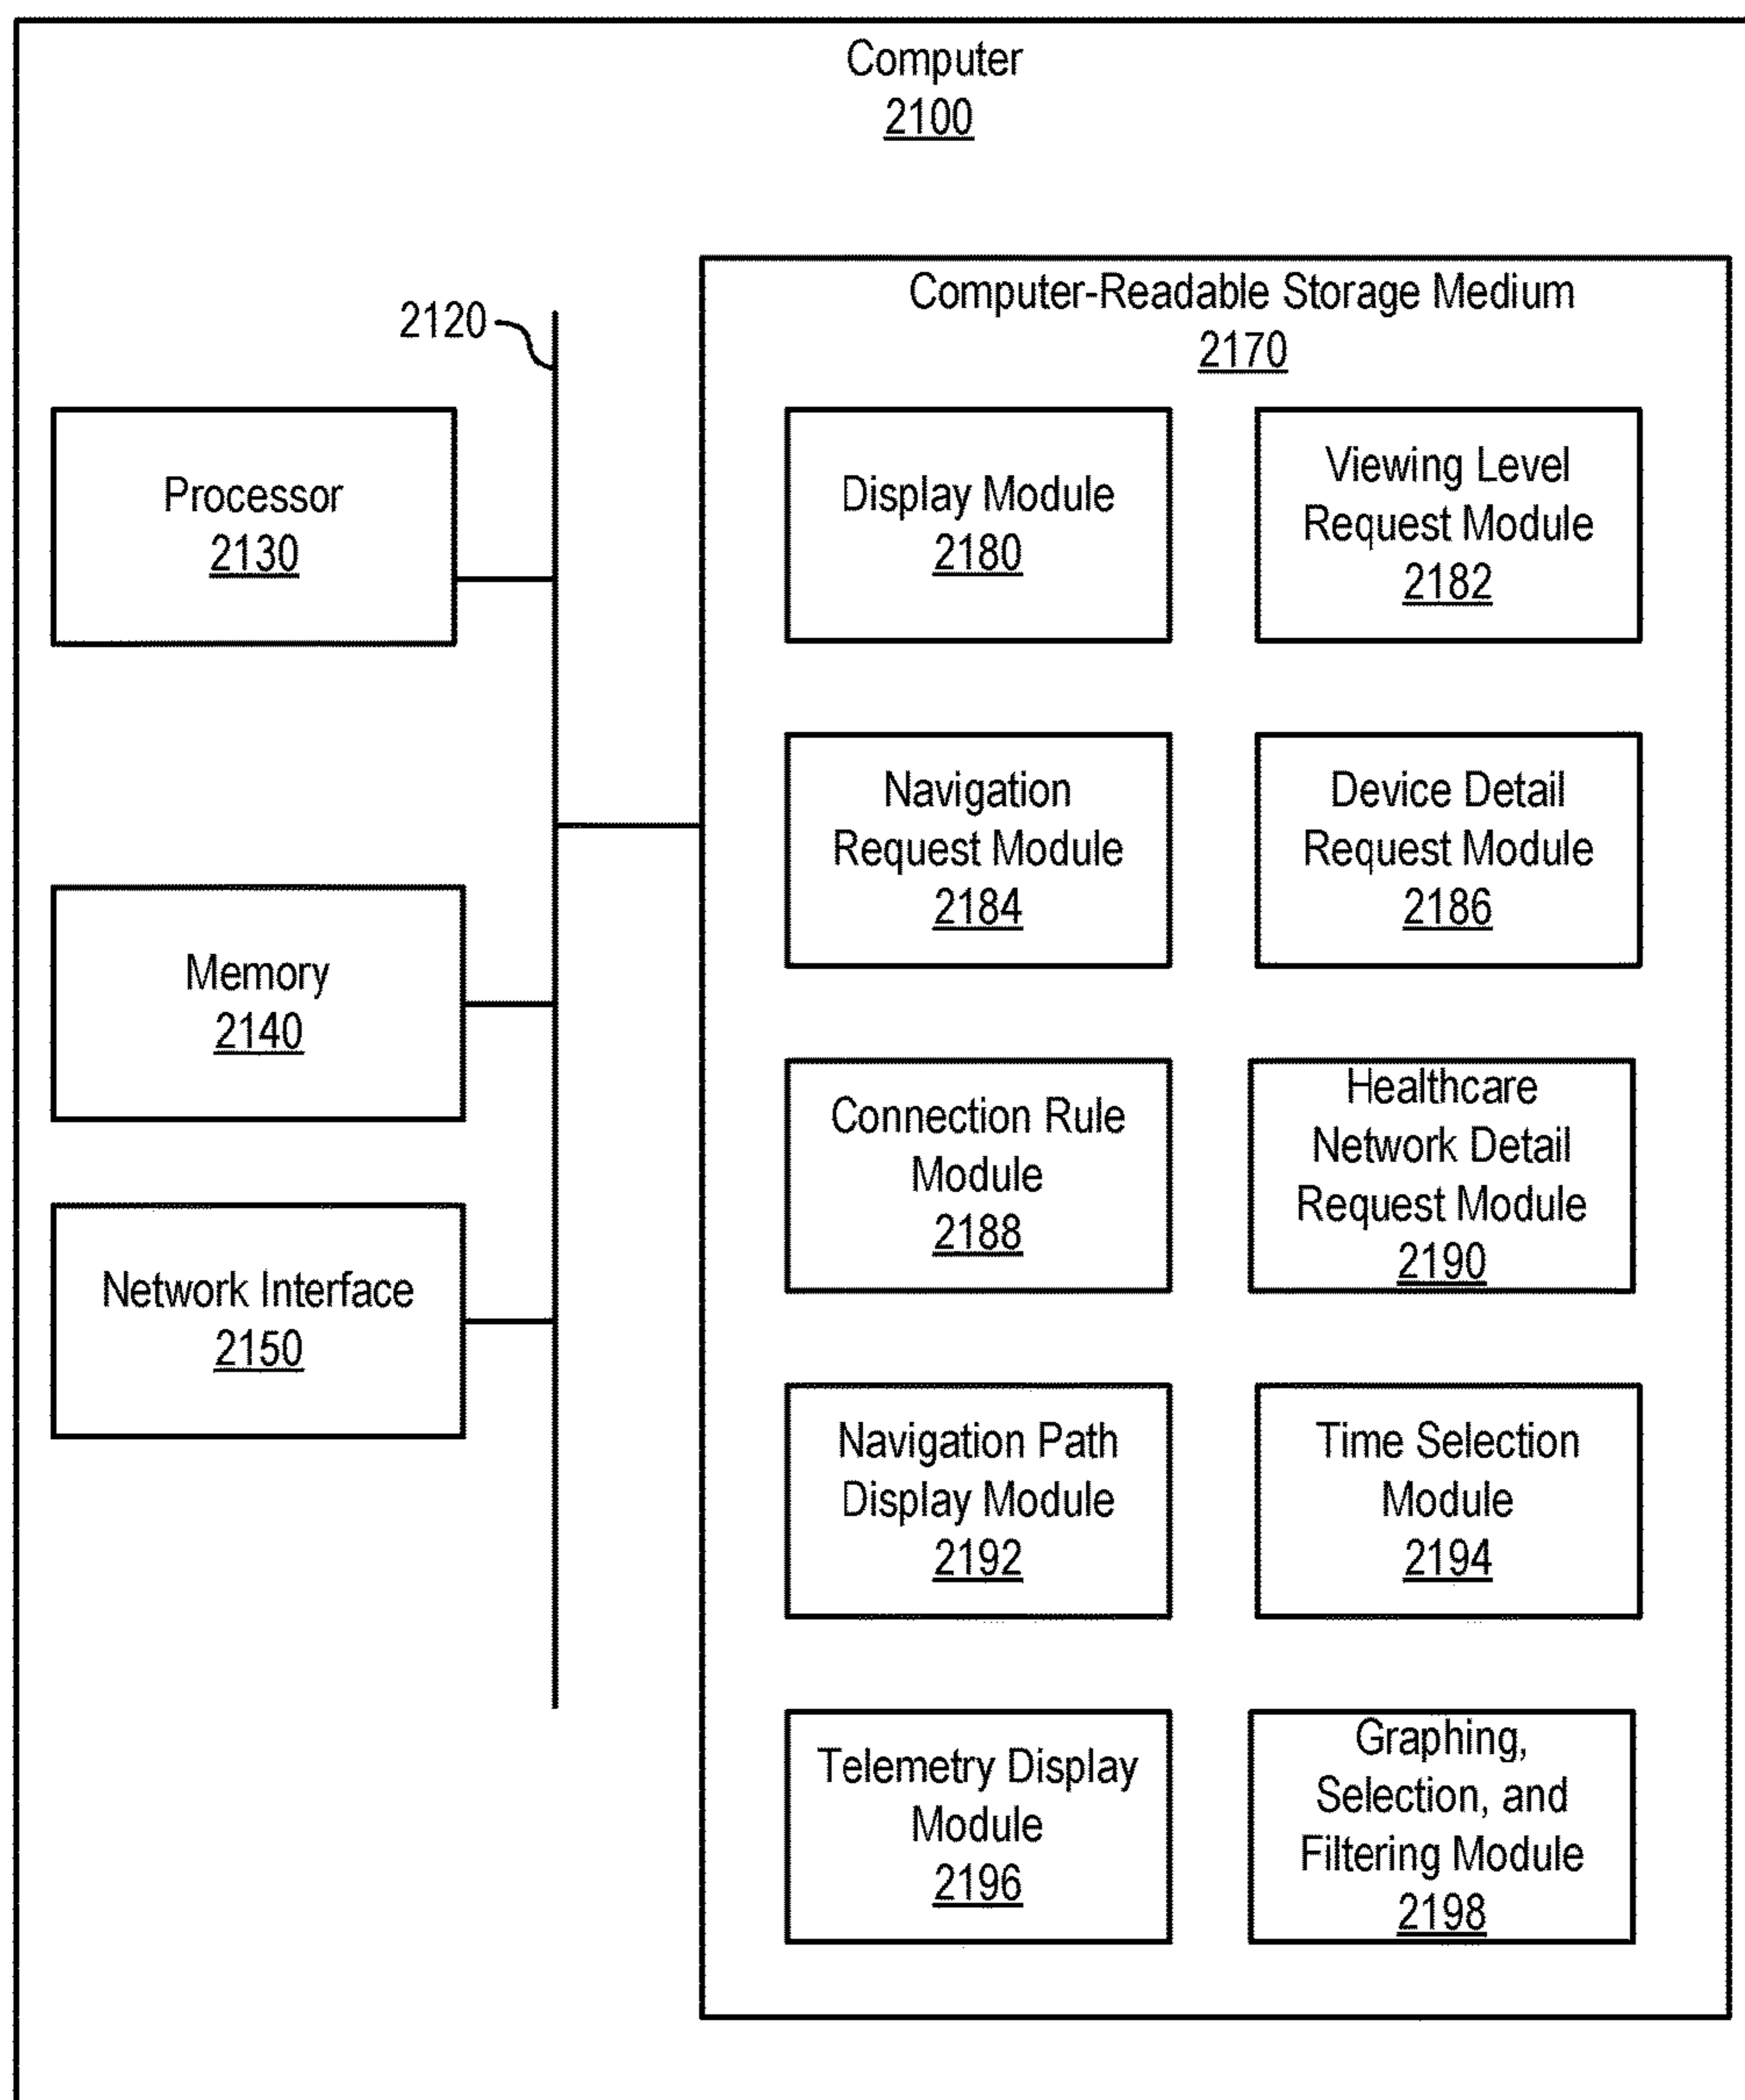 Computer
2100
2120
Processor
2130
Memory
2140
Network Interface
2150
Computer-Readable Storage Medium
2170
Display Module
2180
Viewing Level
Request Module
2182
Navigation
Request Module
2184
Device Detail
Request Module
2186
Connection Rule
Module
2188
Healthcare
Network Detail
Request Module
2190
Navigation Path
Display Module
2192
Time Selection
Module
2194
Telemetry Display
Module
2196
Graphing,
Selection, and
Filtering Module
2198